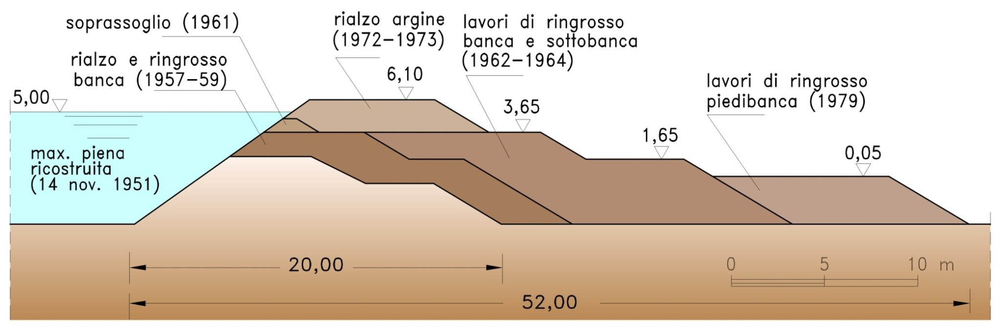 soprassoglio (1961)
rialzo e ringrosso
banca (1957-59)
rialzo argine
(1972-1973)
lavori di ringrosso
banca e sottobanca
(1962-1964)
lavori di ringrosso
piedibanca (1979)
5,00
6,10
3,65
1,65
0,05
max. piena
ricostruita
(14 nov. 1951)
20,00
0 5 10 m
52,00